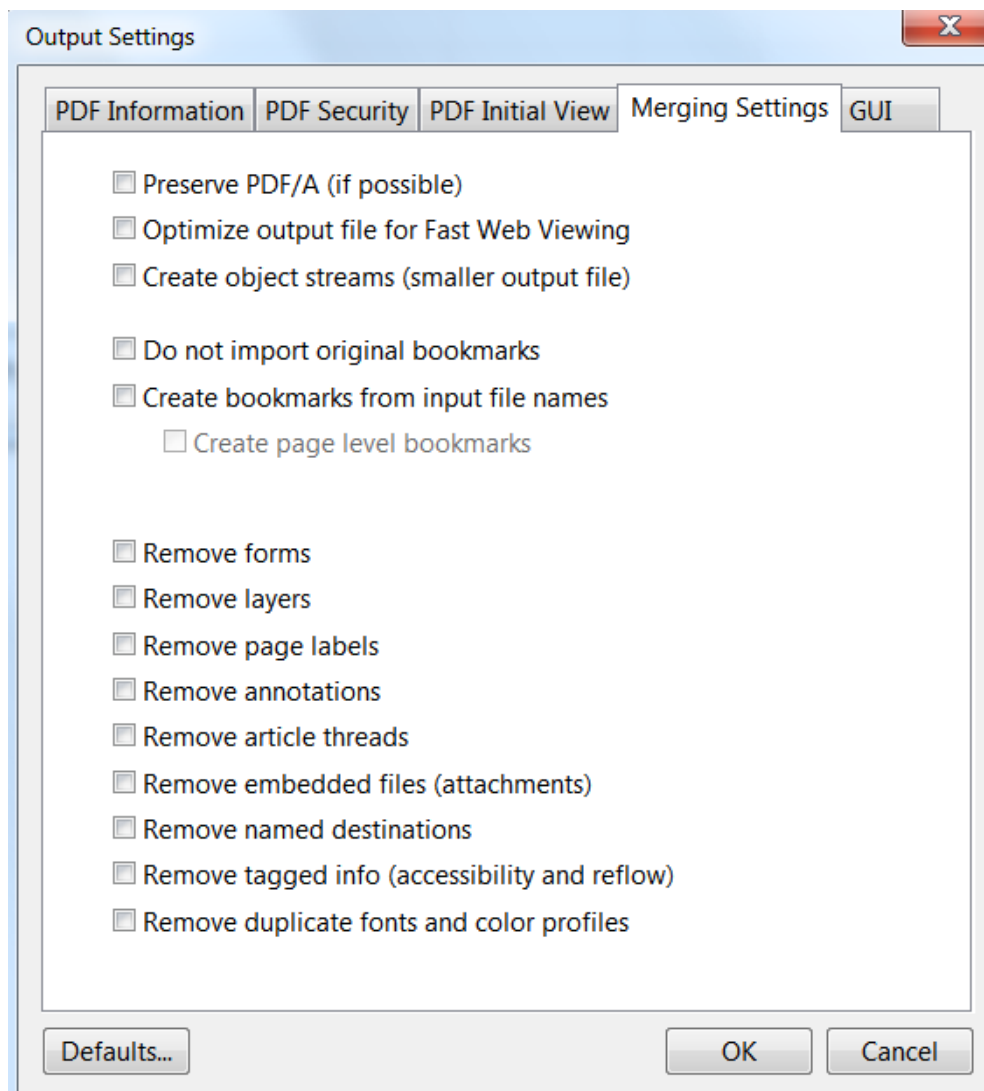 Output Settings
X
PDF Information PDF Security PDF Initial View Merging Settings GUI
Preserve PDF/A (if possible)
Optimize output file for Fast Web Viewing
Create object streams (smaller output file)
Do not import original bookmarks
Create bookmarks from input file names
Create page level bookmarks
Remove forms
Remove layers
Remove page labels
Remove annotations
Remove article threads
Remove embedded files (attachments)
Remove named destinations
Remove tagged info (accessibility and reflow)
Remove duplicate fonts and color profiles
Defaults... OK Cancel